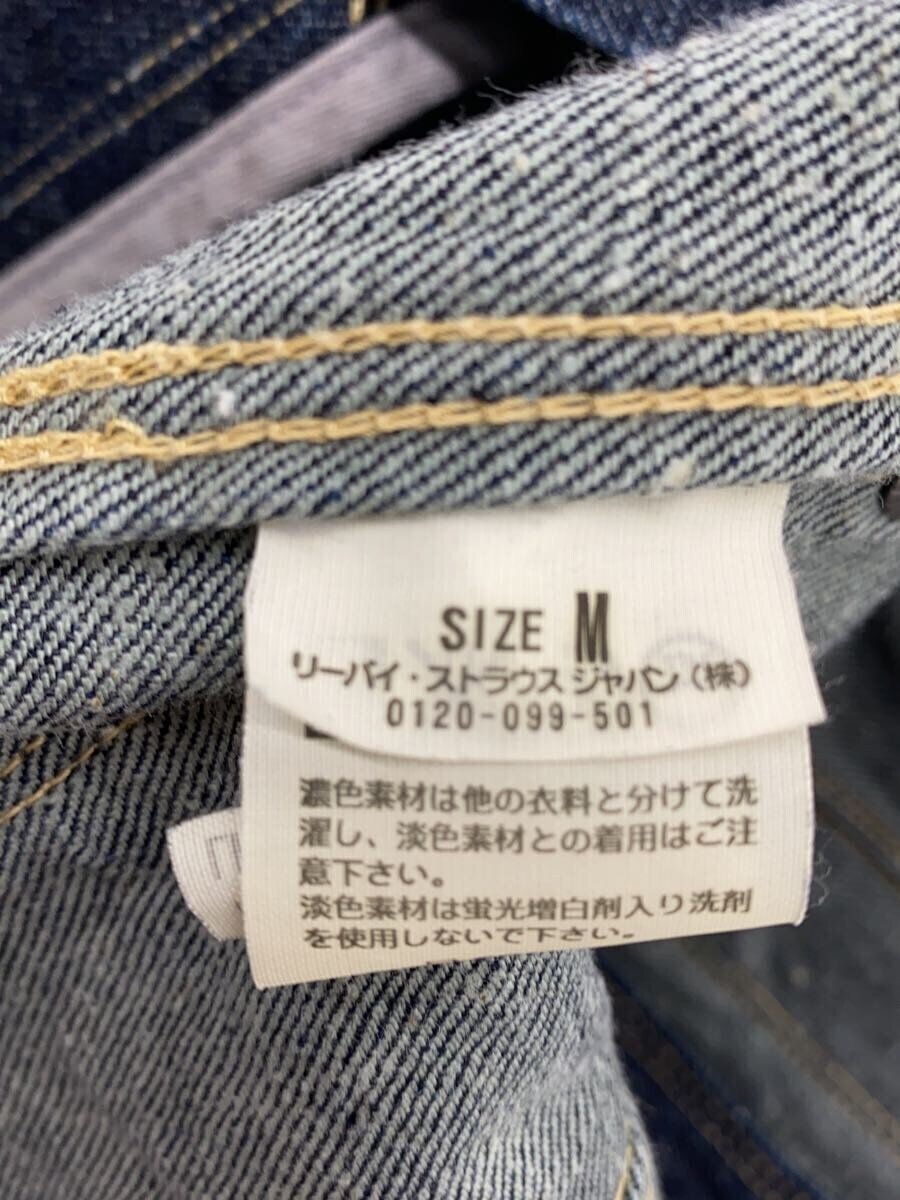 SIZE M
リーバイ・ストラウス ジャパン(株)
0120-099-501
濃色素材は他の衣料と分けて洗
濯し、淡色素材との着用はご注
意下さい。
淡色素材は蛍光増白剤入り洗剤
を使用しないで下さい。